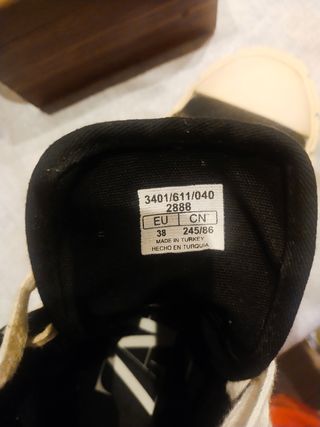 3401/611/040
2888
EU CN
38 245/86
MADE IN TURKEY
HECHO EN TURQUIA